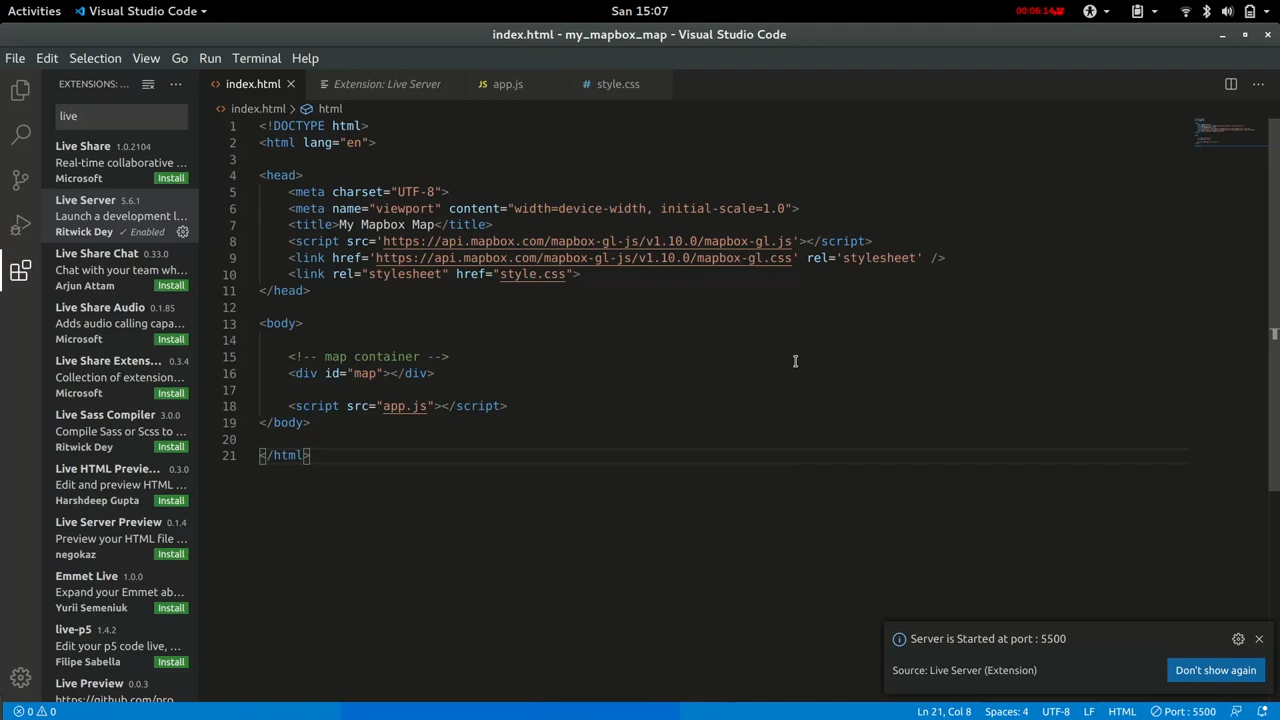 Activities Visual Studio Code San 15:07 00:06:14
index.html - my_mapbox_map - Visual Studio Code
File Edit Selection View Go Run Terminal Help
EXTENSIONS: ...
live
Live Share 1.0.2104
Real-time collaborative ...
Microsoft Install
Live Server 5.6.1
Launch a development l...
Ritwick Dey ✓ Enabled
Live Share Chat 0.33.0
Chat with your team wh...
Arjun Attam Install
Live Share Audio 0.1.85
Adds audio calling capa...
Microsoft Install
Live Share Exten... 0.3.4
Collection of extension...
Microsoft Install
Live Sass Compiler 3.0.0
Compile Sass or Scss to ...
Ritwick Dey Install
Live HTML Previe... 0.3.0
Edit and preview HTML ...
Harshdeep Gupta Install
Live Server Preview 0.1.4
Preview your HTML file ...
negokaz Install
Emmet Live 1.0.0
Expand your Emmet ab...
Yurii Semeniuk Install
live-p5 1.4.2
Edit your p5 code live, ...
Filipe Sabella Install
Live Preview 0.0.3
https://github.com/pro...
index.html Extension: Live Server app.js style.css
index.html > html
1 <!DOCTYPE html>
2 <html lang="en">
3
4 <head>
5 <meta charset="UTF-8">
6 <meta name="viewport" content="width=device-width, initial-scale=1.0">
7 <title>My Mapbox Map</title>
8 <script src='https://api.mapbox.com/mapbox-gl-js/v1.10.0/mapbox-gl.js'></script>
9 <link href='https://api.mapbox.com/mapbox-gl-js/v1.10.0/mapbox-gl.css' rel='stylesheet' />
10 <link rel="stylesheet" href="style.css">
11 </head>
12
13 <body>
14
15 <!-- map container -->
16 <div id="map"></div>
17
18 <script src="app.js"></script>
19 </body>
20
21 </html>
Server is Started at port : 5500
Source: Live Server (Extension) Don't show again
0 0 Ln 21, Col 8 Spaces: 4 UTF-8 LF HTML Port : 5500